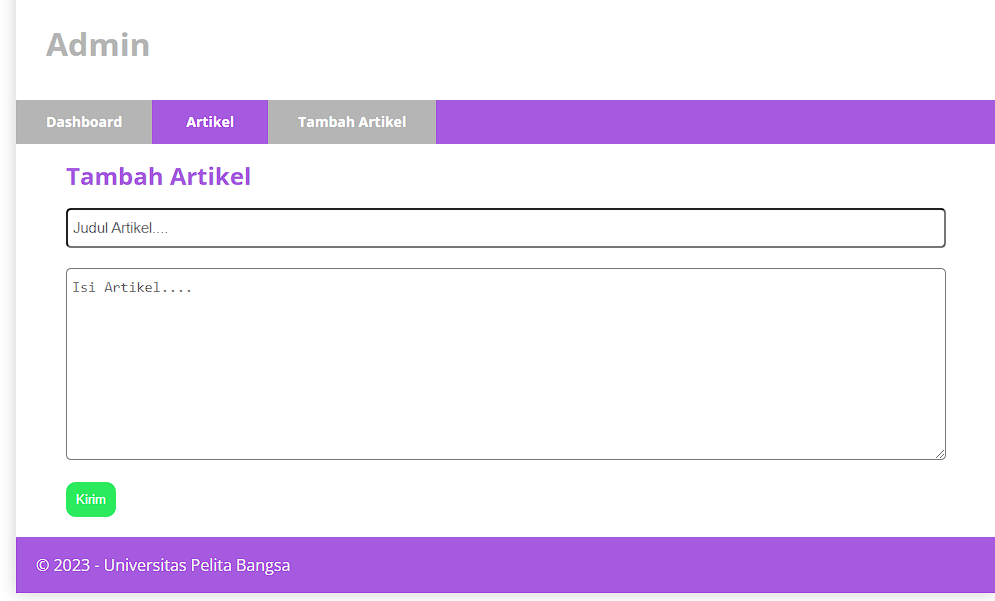 Admin
Dashboard Artikel Tambah Artikel
Tambah Artikel
Judul Artikel....
Isi Artikel....
Kirim
© 2023 - Universitas Pelita Bangsa